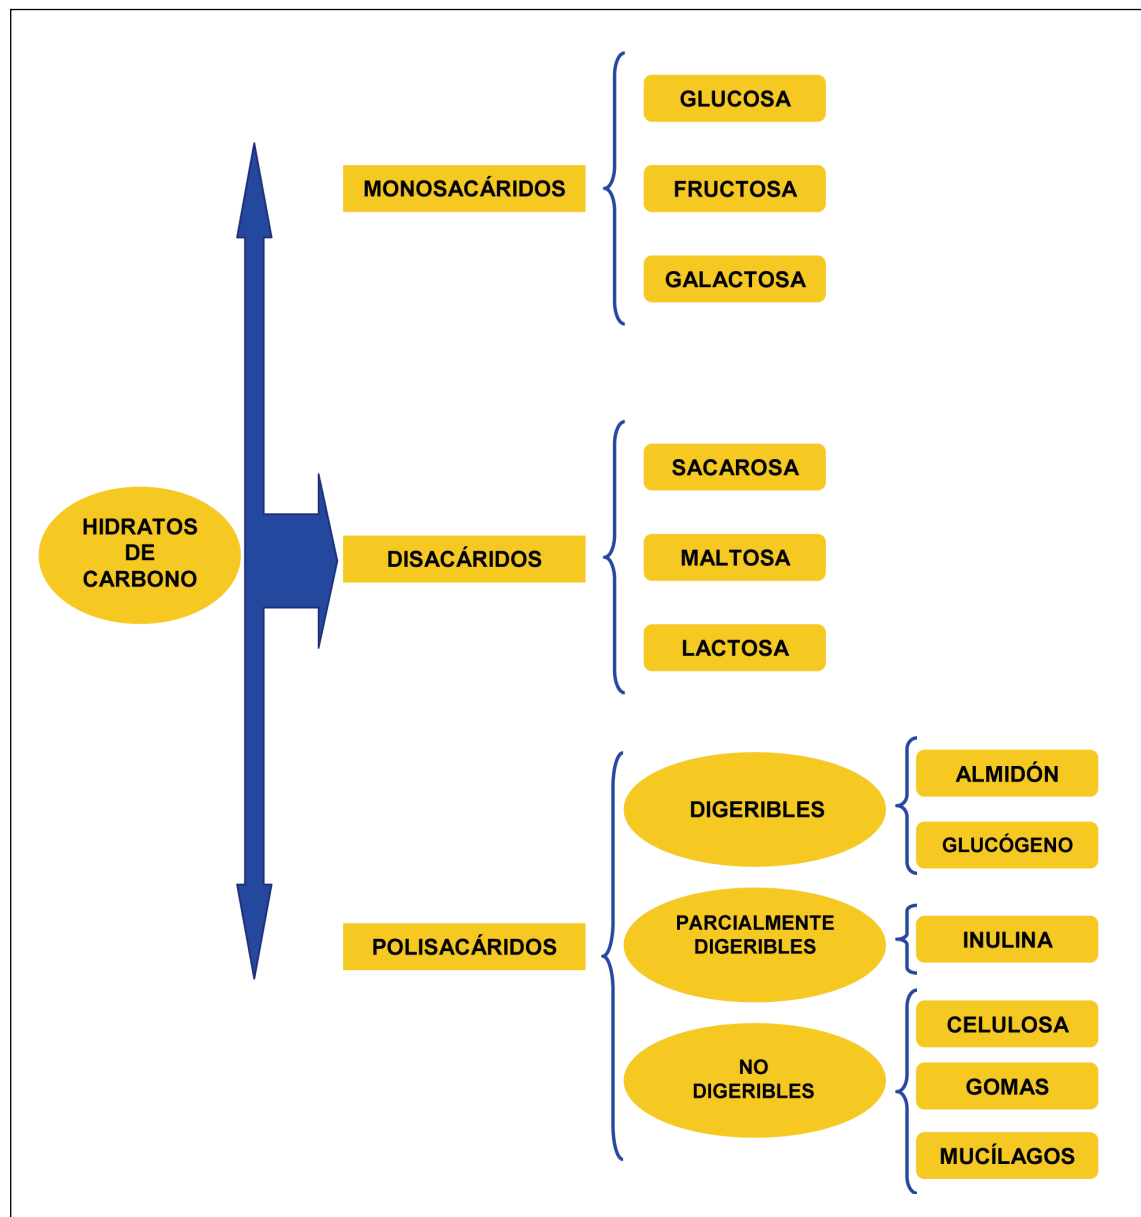 HIDRATOS
DE
CARBONO
MONOSACÁRIDOS
GLUCOSA
FRUCTOSA
GALACTOSA
DISACÁRIDOS
SACAROSA
MALTOSA
LACTOSA
POLISACÁRIDOS
DIGERIBLES
ALMIDÓN
GLUCÓGENO
PARCIALMENTE
DIGERIBLES
INULINA
NO
DIGERIBLES
CELULOSA
GOMAS
MUCÍLAGOS